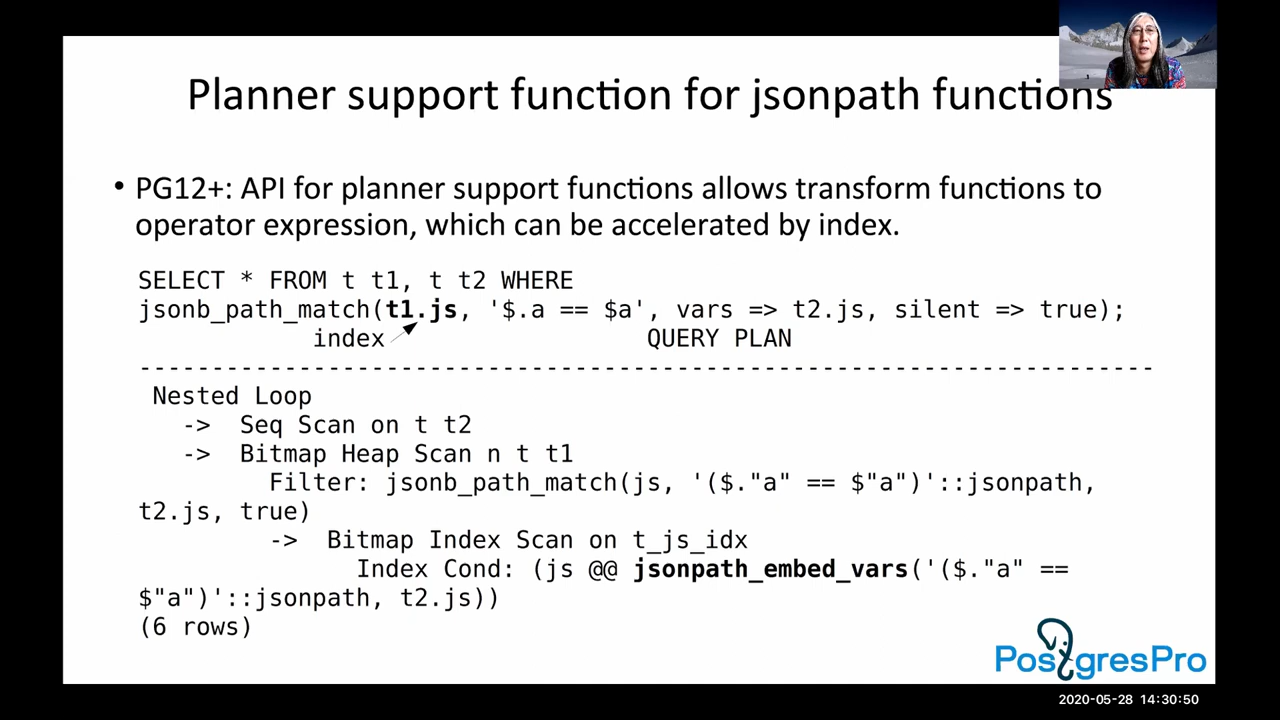 Planner support function for jsonpath functions
• PG12+: API for planner support functions allows transform functions to
operator expression, which can be accelerated by index.
SELECT * FROM t t1, t t2 WHERE
jsonb_path_match(t1.js, '$.a == $a', vars => t2.js, silent => true);
index QUERY PLAN
----------------------------------------------------------------------
Nested Loop
-> Seq Scan on t t2
-> Bitmap Heap Scan n t t1
Filter: jsonb_path_match(js, '($."a" == $"a")'::jsonpath,
t2.js, true)
-> Bitmap Index Scan on t_js_idx
Index Cond: (js @@ jsonpath_embed_vars('($."a" ==
$"a")'::jsonpath, t2.js))
(6 rows)
PostgresPro
2020-05-28 14:30:50